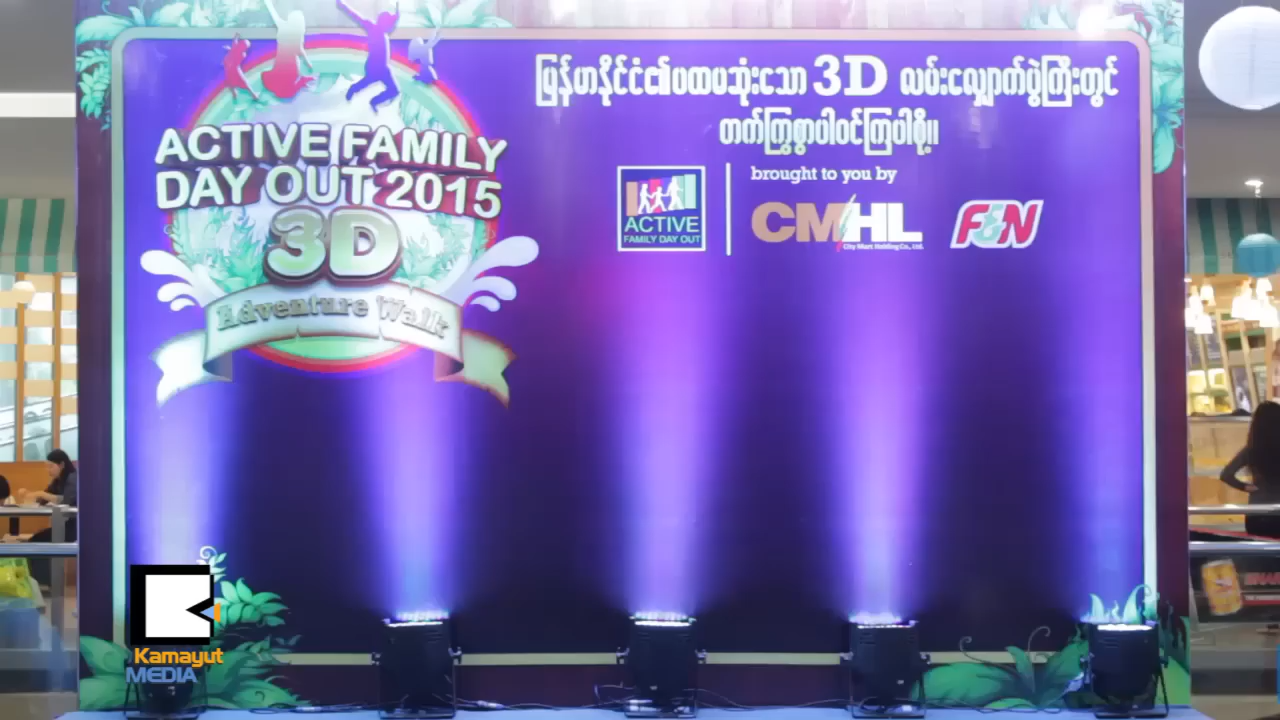 ACTIVE FAMILY
DAY OUT 2015
3D
Adventure Walk
မြန်မာနိုင်ငံ၏ပထမဆုံးသော 3D လမ်းလျှောက်ပွဲကြီးတွင်
တက်ကြွစွာပါဝင်ကြပါစို့။
brought to you by
ACTIVE
FAMILY DAY OUT
CMHL
City Mart Holding Co., Ltd.
F&N
Kamayut
MEDIA